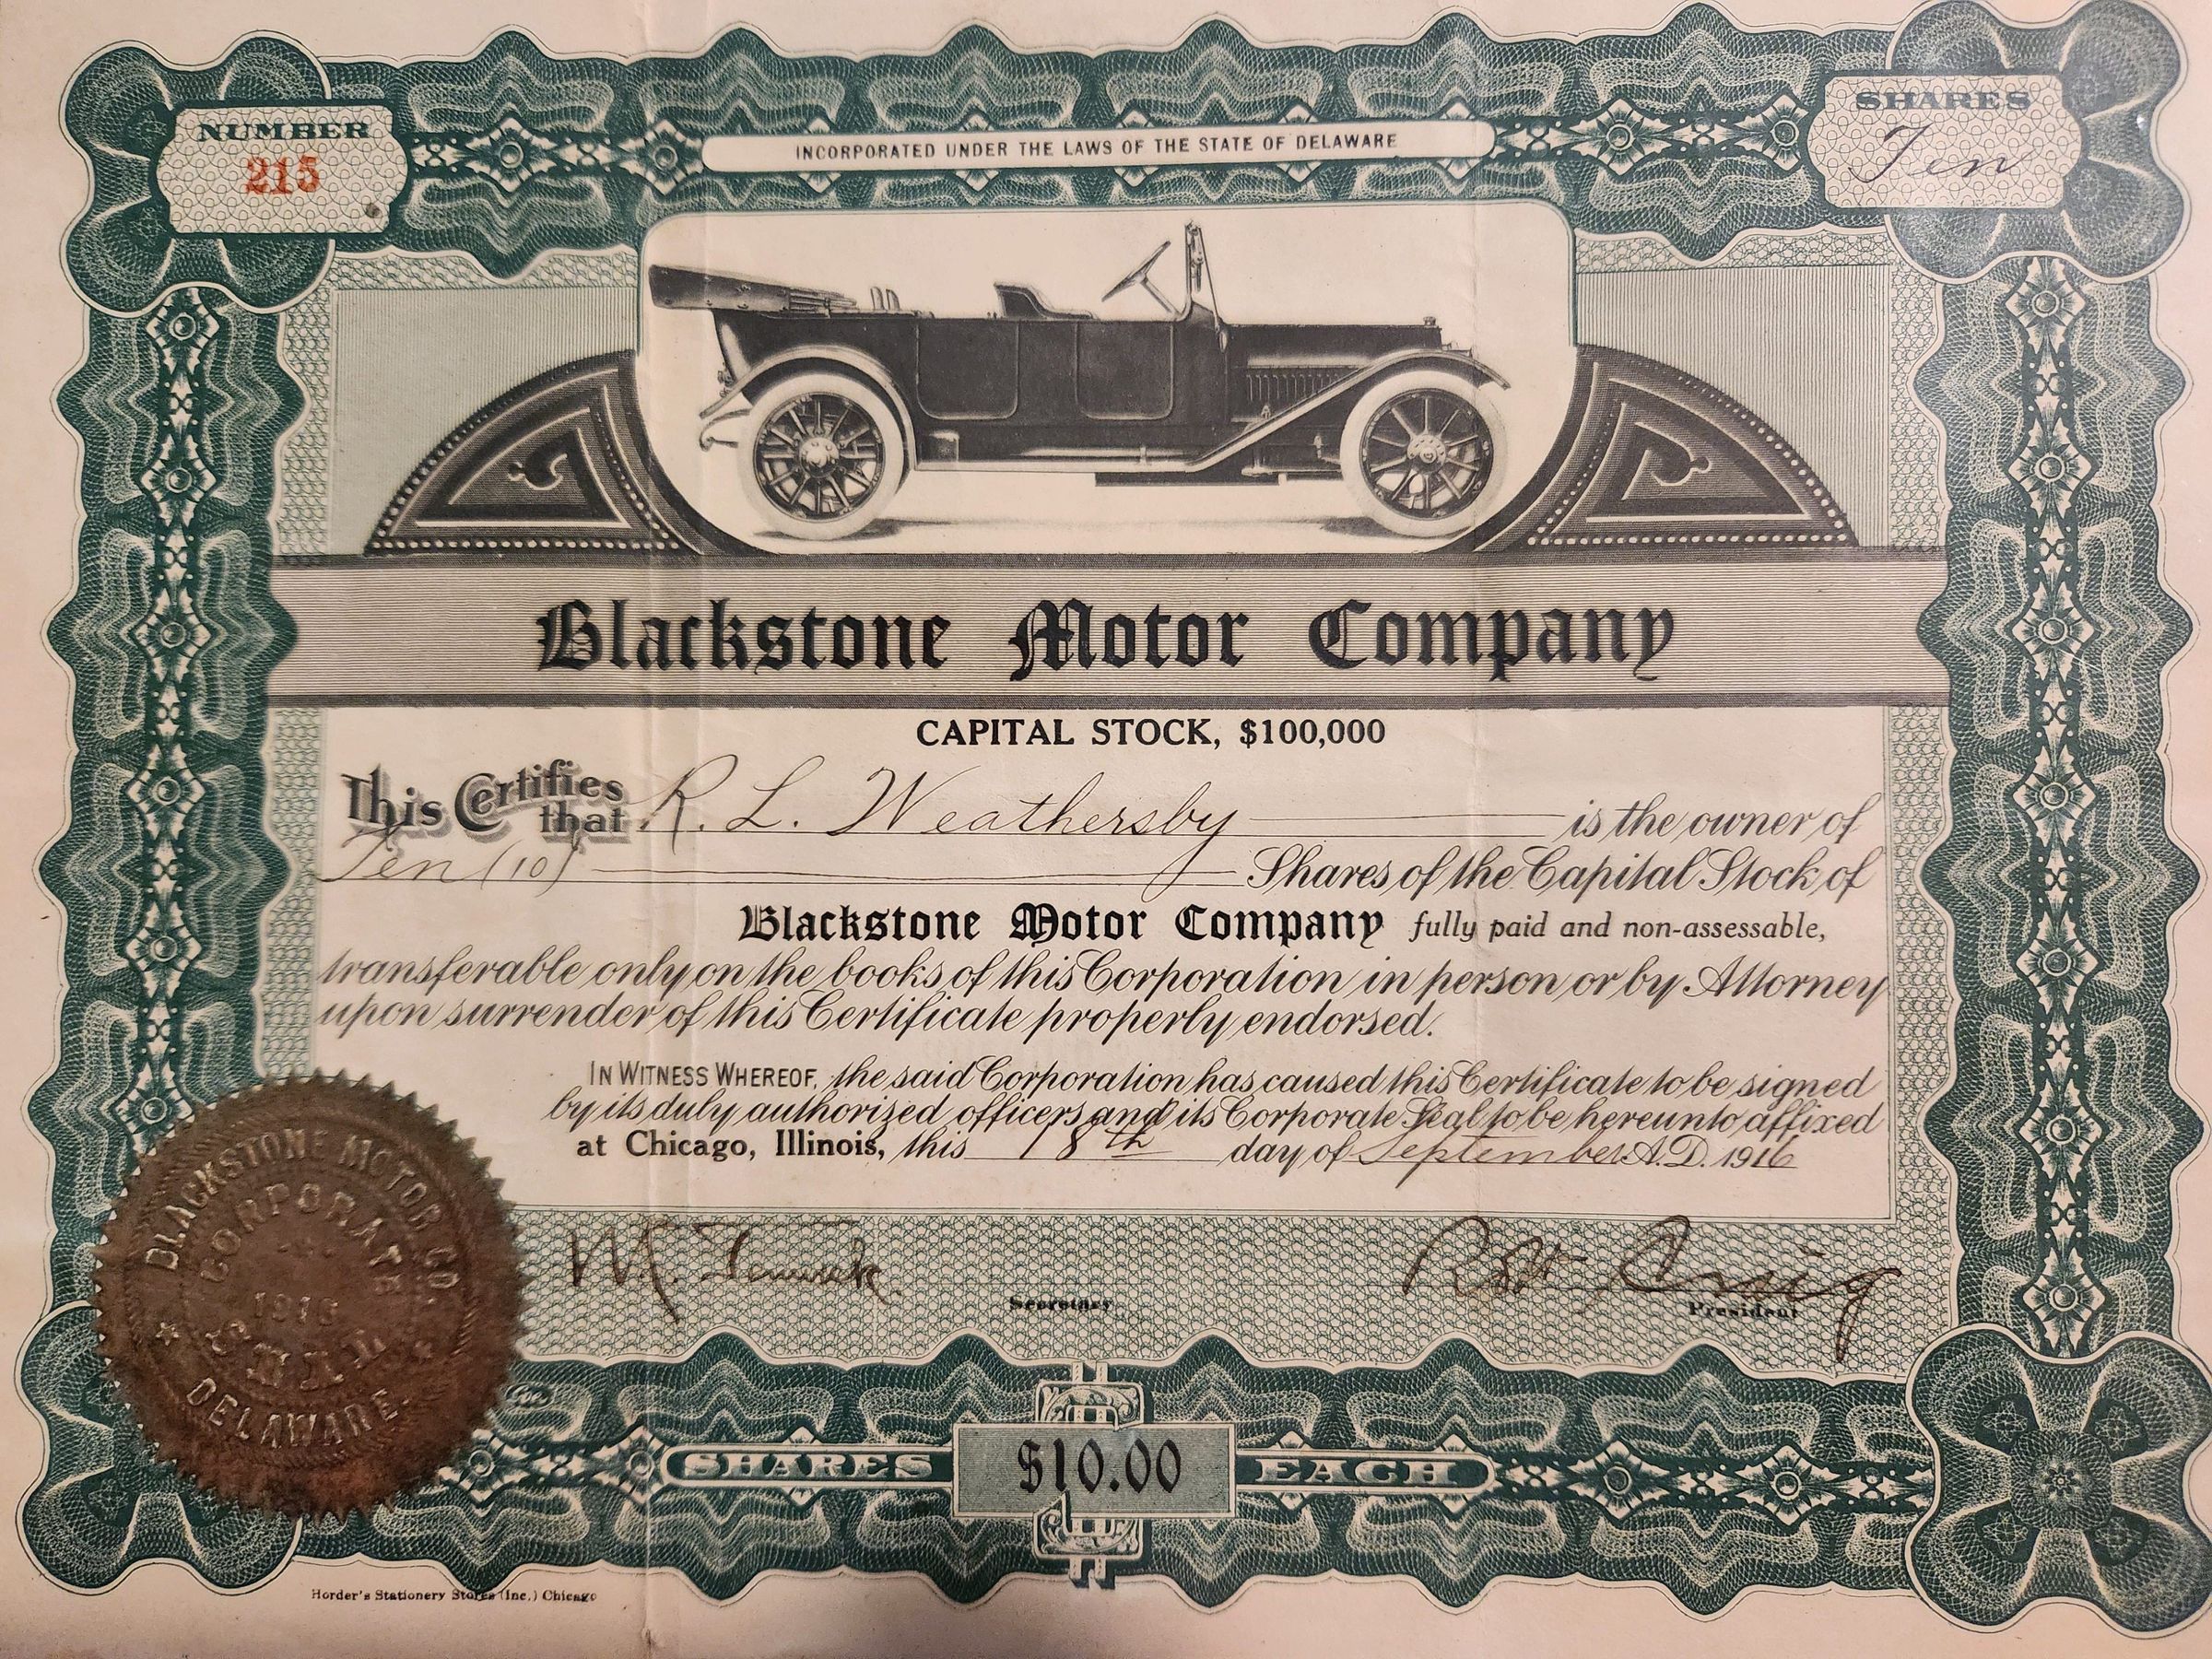 NUMBER
215
INCORPORATED UNDER THE LAWS OF THE STATE OF DELAWARE
SHARES
Ten
Blackstone Motor Company
CAPITAL STOCK, $100,000
This Certifies that R. L. Weathersby is the owner of
Ten (10) Shares of the Capital Stock of
Blackstone Motor Company fully paid and non-assessable,
transferable only on the books of this Corporation in person or by Attorney
upon surrender of this Certificate properly endorsed.
IN WITNESS WHEREOF, the said Corporation has caused this Certificate to be signed
by its duly authorized officers and its Corporate Seal to be hereunto affixed
at Chicago, Illinois, this 18th day of September A.D. 1916
Craig
Secretary
President
BLACKSTONE MOTOR CO.
CORPORATE
SEAL
DELAWARE
SHARES $10.00 EACH
Horder's Stationery Stores (Inc.) Chicago